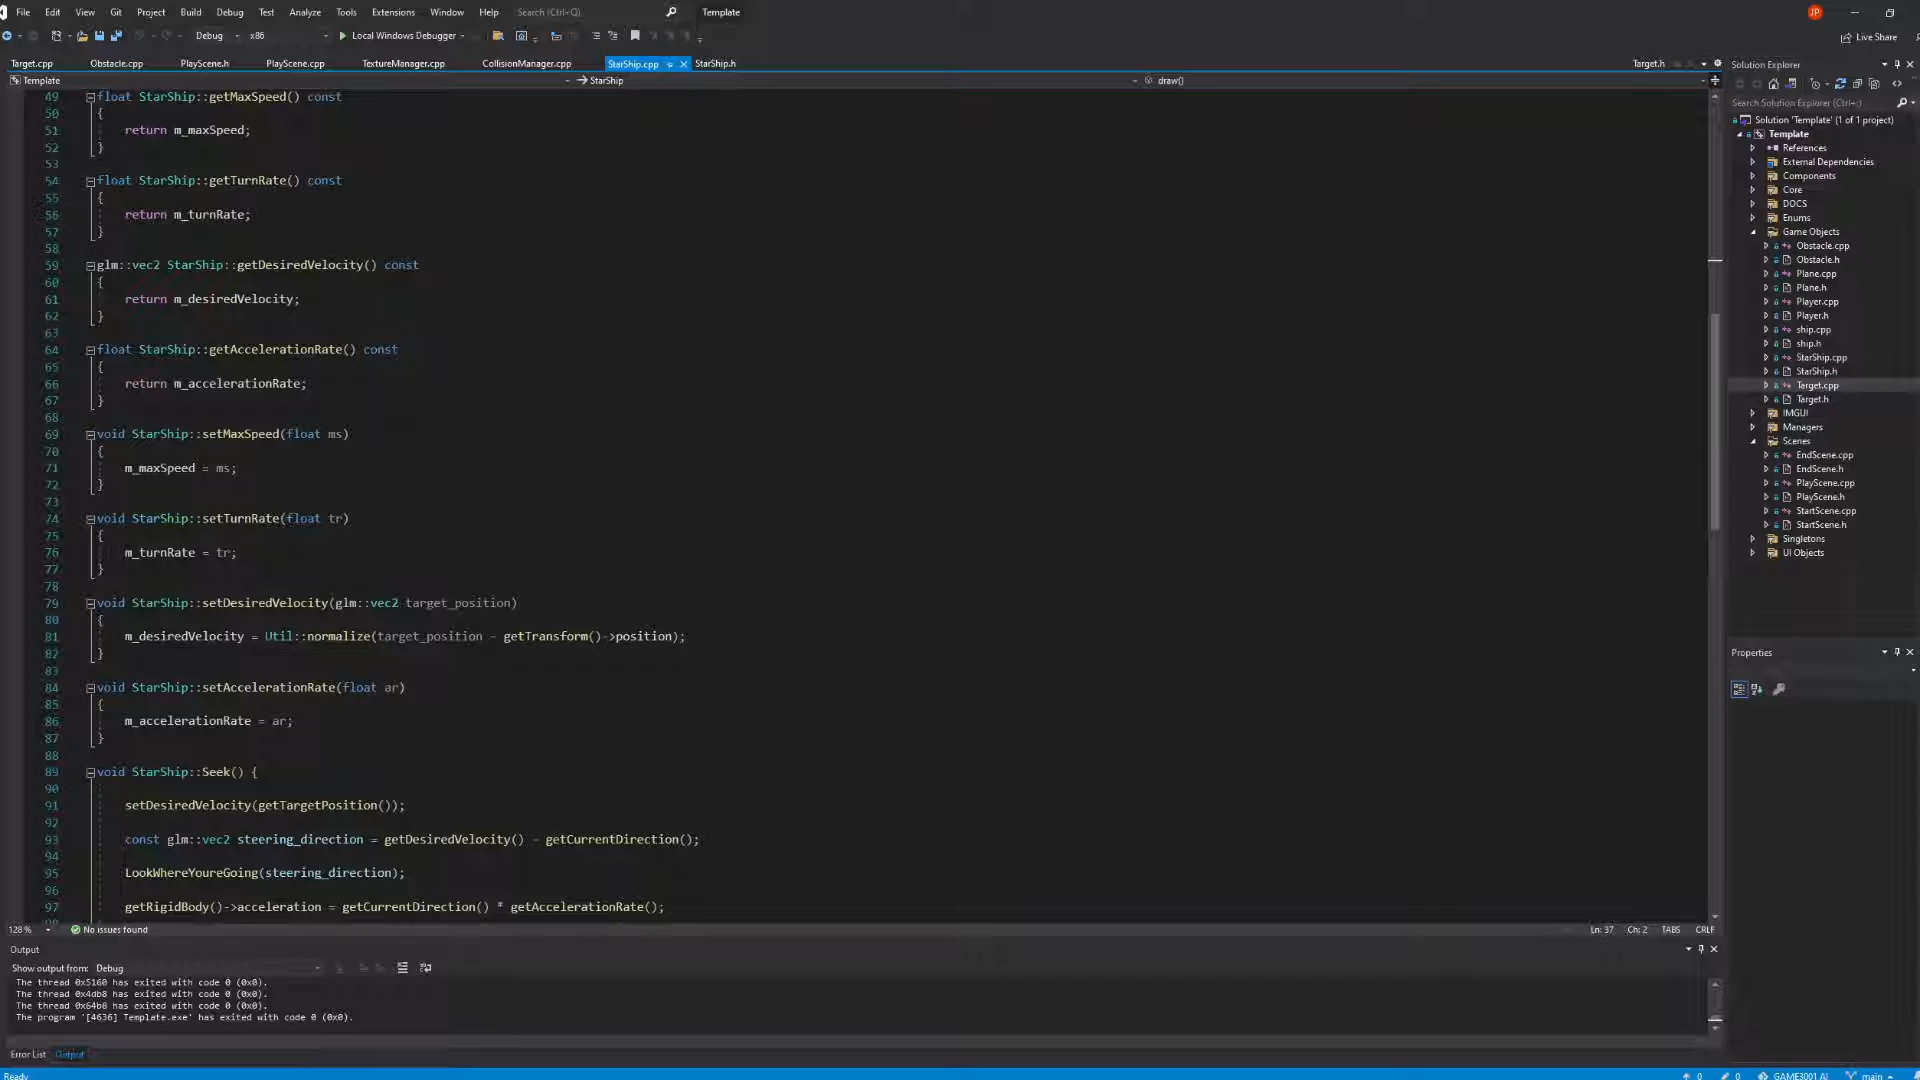 File Edit View Git Project Build Debug Test Analyze Tools Extensions Window Help Search (Ctrl+Q) Template JP
Debug x86 Local Windows Debugger Live Share
Target.cpp Obstacle.cpp PlayScene.h PlayScene.cpp TextureManager.cpp CollisionManager.cpp StarShip.cpp StarShip.h Target.h
Template StarShip draw()
49 float StarShip::getMaxSpeed() const
50 {
51 return m_maxSpeed;
52 }
53
54 float StarShip::getTurnRate() const
55 {
56 return m_turnRate;
57 }
58
59 glm::vec2 StarShip::getDesiredVelocity() const
60 {
61 return m_desiredVelocity;
62 }
63
64 float StarShip::getAccelerationRate() const
65 {
66 return m_accelerationRate;
67 }
68
69 void StarShip::setMaxSpeed(float ms)
70 {
71 m_maxSpeed = ms;
72 }
73
74 void StarShip::setTurnRate(float tr)
75 {
76 m_turnRate = tr;
77 }
78
79 void StarShip::setDesiredVelocity(glm::vec2 target_position)
80 {
81 m_desiredVelocity = Util::normalize(target_position - getTransform()->position);
82 }
83
84 void StarShip::setAccelerationRate(float ar)
85 {
86 m_accelerationRate = ar;
87 }
88
89 void StarShip::Seek() {
90
91 setDesiredVelocity(getTargetPosition());
92
93 const glm::vec2 steering_direction = getDesiredVelocity() - getCurrentDirection();
94
95 LookWhereYoureGoing(steering_direction);
96
97 getRigidBody()->acceleration = getCurrentDirection() * getAccelerationRate();
128 % No issues found Ln: 37 Ch: 2 TABS CRLF
Output
Show output from: Debug
The thread 0x5160 has exited with code 0 (0x0).
The thread 0x4db8 has exited with code 0 (0x0).
The thread 0x64b8 has exited with code 0 (0x0).
The program '[4636] Template.exe' has exited with code 0 (0x0).
Error List Output
Ready 0 0 GAME3001 AI main
Solution Explorer
Search Solution Explorer (Ctrl+;)
Solution 'Template' (1 of 1 project)
Template
References
External Dependencies
Components
Core
DOCS
Enums
Game Objects
Obstacle.cpp
Obstacle.h
Plane.cpp
Plane.h
Player.cpp
Player.h
ship.cpp
ship.h
StarShip.cpp
StarShip.h
Target.cpp
Target.h
IMGUI
Managers
Scenes
EndScene.cpp
EndScene.h
PlayScene.cpp
PlayScene.h
StartScene.cpp
StartScene.h
Singletons
UI Objects
Properties